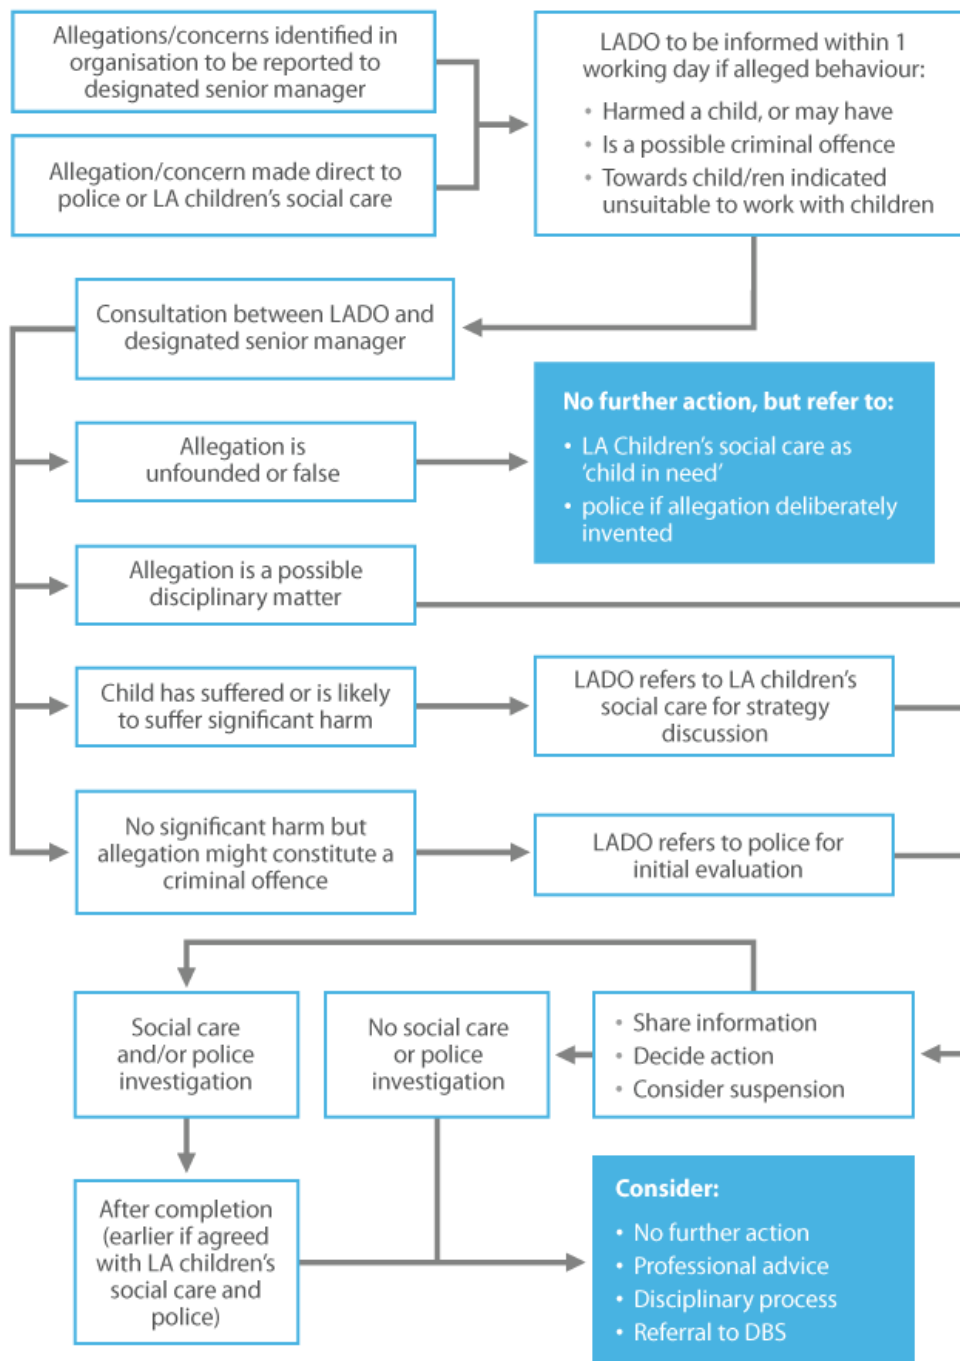 Allegations/concerns identified in
organisation to be reported to
designated senior manager
Allegation/concern made direct to
police or LA children's social care
LADO to be informed within 1
working day if alleged behaviour:
• Harmed a child, or may have
• Is a possible criminal offence
• Towards child/ren indicated
unsuitable to work with children
Consultation between LADO and
designated senior manager
Allegation is
unfounded or false
No further action, but refer to:
• LA Children's social care as
‘child in need’
• police if allegation deliberately
invented
Allegation is a possible
disciplinary matter
Child has suffered or is likely
to suffer significant harm
LADO refers to LA children's
social care for strategy
discussion
No significant harm but
allegation might constitute a
criminal offence
LADO refers to police for
initial evaluation
Social care
and/or police
investigation
No social care
or police
investigation
• Share information
• Decide action
• Consider suspension
After completion
(earlier if agreed
with LA children's
social care and
police)
Consider:
• No further action
• Professional advice
• Disciplinary process
• Referral to DBS